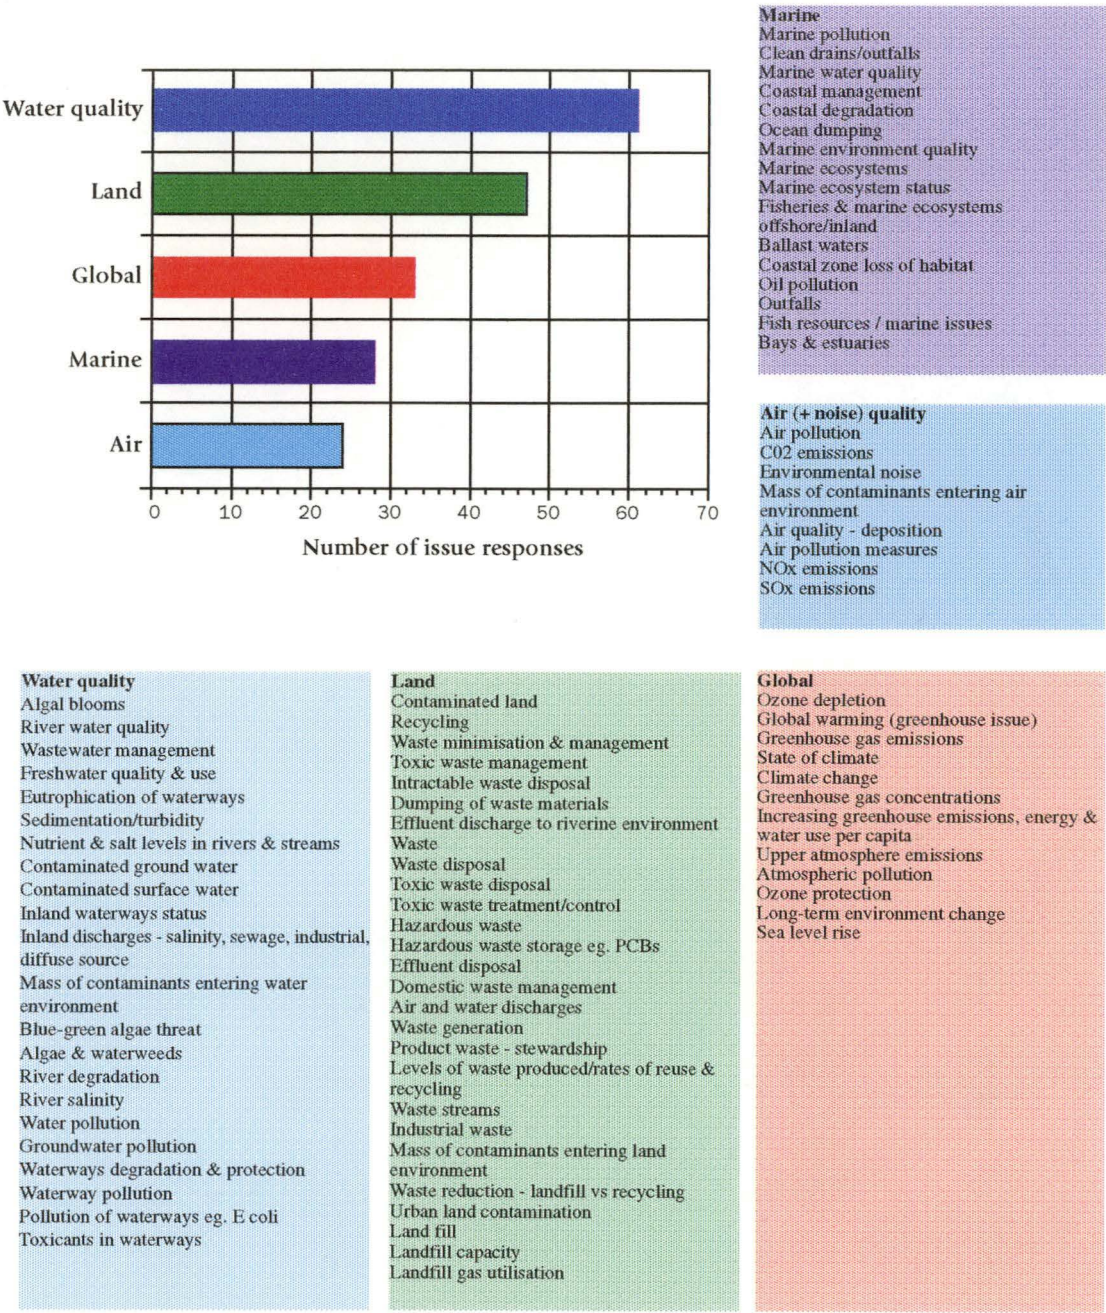 Water quality
Land
Global
Marine
Air
0 10 20 30 40 50 60 70
Number of issue responses
Marine
Marine pollution
Clean drains/outfalls
Marine water quality
Coastal management
Coastal degradation
Ocean dumping
Marine environment quality
Marine ecosystems
Marine ecosystem status
Fisheries & marine ecosystems
offshore/inland
Ballast waters
Coastal zone loss of habitat
Oil pollution
Outfalls
Fish resources / marine issues
Bays & estuaries
Air (+ noise) quality
Air pollution
C02 emissions
Environmental noise
Mass of contaminants entering air
environment
Air quality - deposition
Air pollution measures
NOx emissions
SOx emissions
Water quality
Algal blooms
River water quality
Wastewater management
Freshwater quality & use
Eutrophication of waterways
Sedimentation/turbidity
Nutrient & salt levels in rivers & streams
Contaminated ground water
Contaminated surface water
Inland waterways status
Inland discharges - salinity, sewage, industrial,
diffuse source
Mass of contaminants entering water
environment
Blue-green algae threat
Algae & waterweeds
River degradation
River salinity
Water pollution
Groundwater pollution
Waterways degradation & protection
Waterway pollution
Pollution of waterways eg. E coli
Toxicants in waterways
Land
Contaminated land
Recycling
Waste minimisation & management
Toxic waste management
Intractable waste disposal
Dumping of waste materials
Effluent discharge to riverine environment
Waste
Waste disposal
Toxic waste disposal
Toxic waste treatment/control
Hazardous waste
Hazardous waste storage eg. PCBs
Effluent disposal
Domestic waste management
Air and water discharges
Waste generation
Product waste - stewardship
Levels of waste produced/rates of reuse &
recycling
Waste streams
Industrial waste
Mass of contaminants entering land
environment
Waste reduction - landfill vs recycling
Urban land contamination
Land fill
Landfill capacity
Landfill gas utilisation
Global
Ozone depletion
Global warming (greenhouse issue)
Greenhouse gas emissions
State of climate
Climate change
Greenhouse gas concentrations
Increasing greenhouse emissions, energy &
water use per capita
Upper atmosphere emissions
Atmospheric pollution
Ozone protection
Long-term environment change
Sea level rise